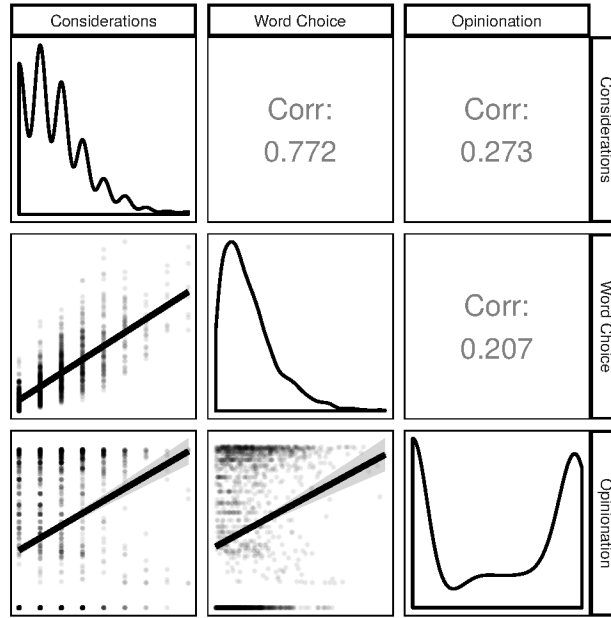 Considerations
Word Choice
Opinionation
Corr:
0.772
Corr:
0.273
Considerations
Corr:
0.207
Word Choice
Opinionation